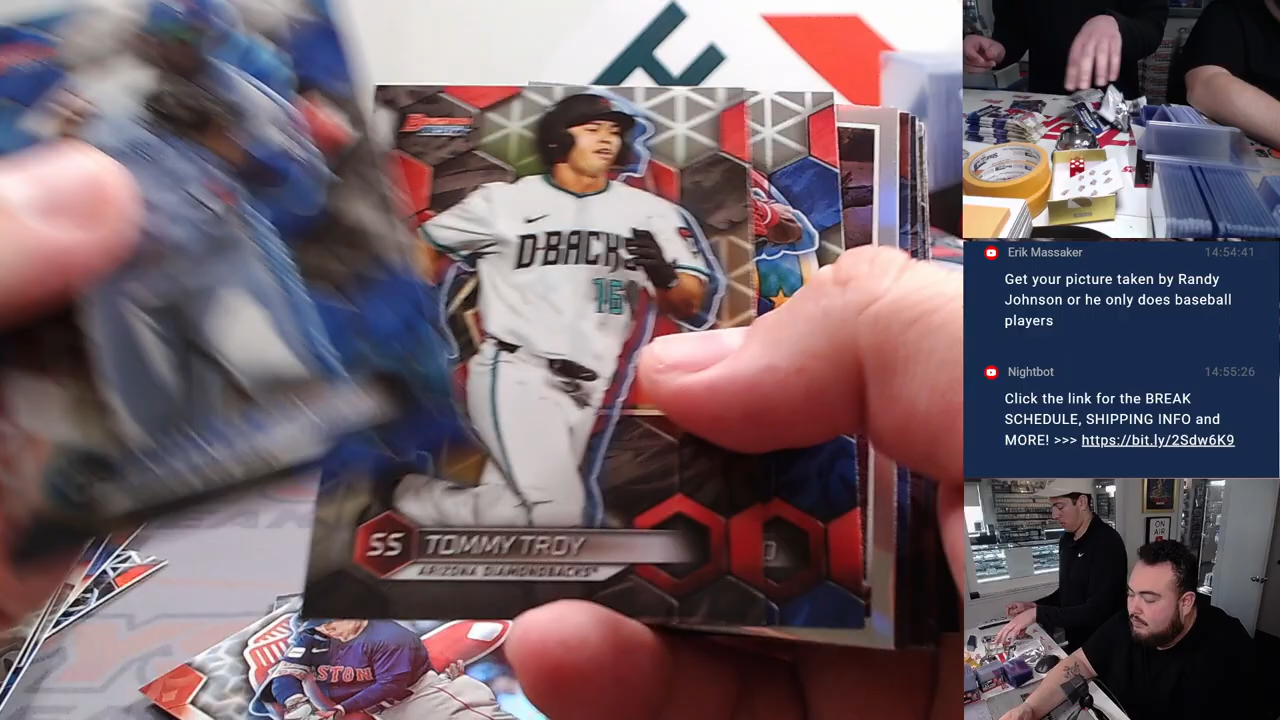 Bowman
D-BACKS
16
SS TOMMY TROY
ARIZONA DIAMONDBACKS
STON
Erik Massaker 14:54:41
Get your picture taken by Randy
Johnson or he only does baseball
players
Nightbot 14:55:26
Click the link for the BREAK
SCHEDULE, SHIPPING INFO and
MORE! >>> https://bit.ly/2Sdw6K9
ON
AIR